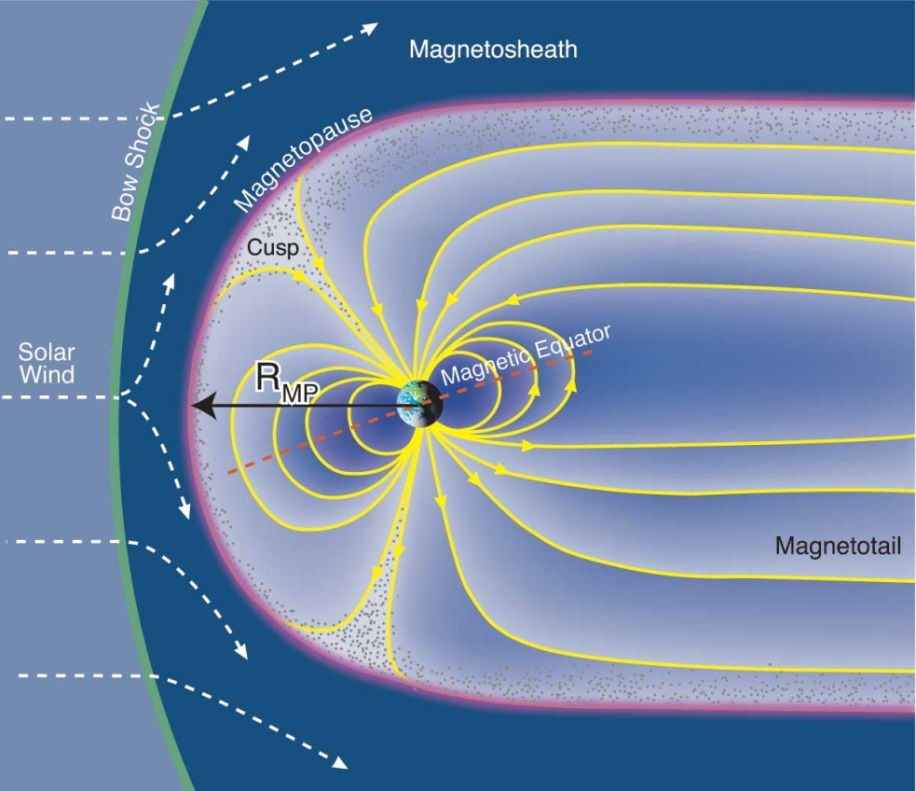 Magnetosheath
Bow Shock
Magnetopause
Cusp
Solar
Wind
RMP
Magnetic Equator
Magnetotail